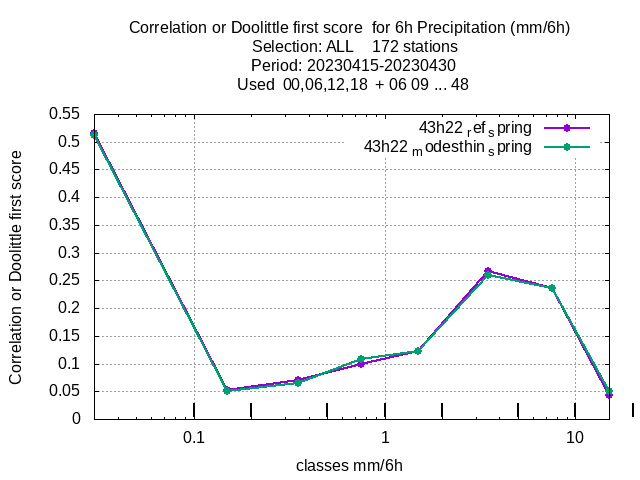 Correlation or Doolittle first score  for 6h Precipitation (mm/6h)
Selection: ALL    172 stations
Period: 20230415-20230430
Used  00,06,12,18  + 06 09 ... 48
43h22 ref spring
43h22 modesthin spring
Correlation or Doolittle first score
0.55
0.5
0.45
0.4
0.35
0.3
0.25
0.2
0.15
0.1
0.05
0
0.1 1 10
classes mm/6h